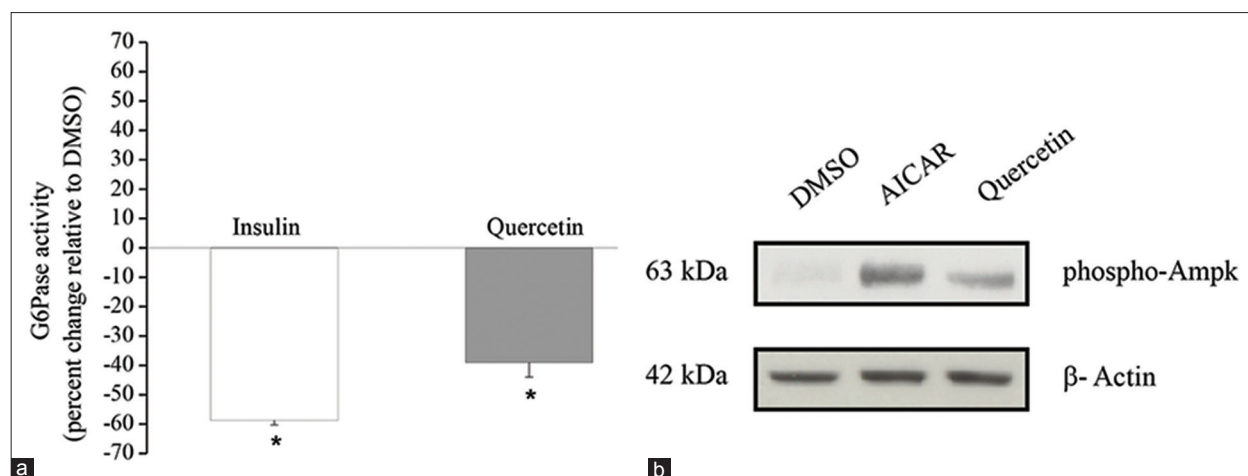 G6Pase activity
(percent change relative to DMSO)
70
60
50
40
30
20
10
0
-10
-20
-30
-40
-50
-60
-70
Insulin
Quercetin
*
*
a
DMSO
AICAR
Quercetin
63 kDa
phospho-Ampk
42 kDa
β- Actin
b